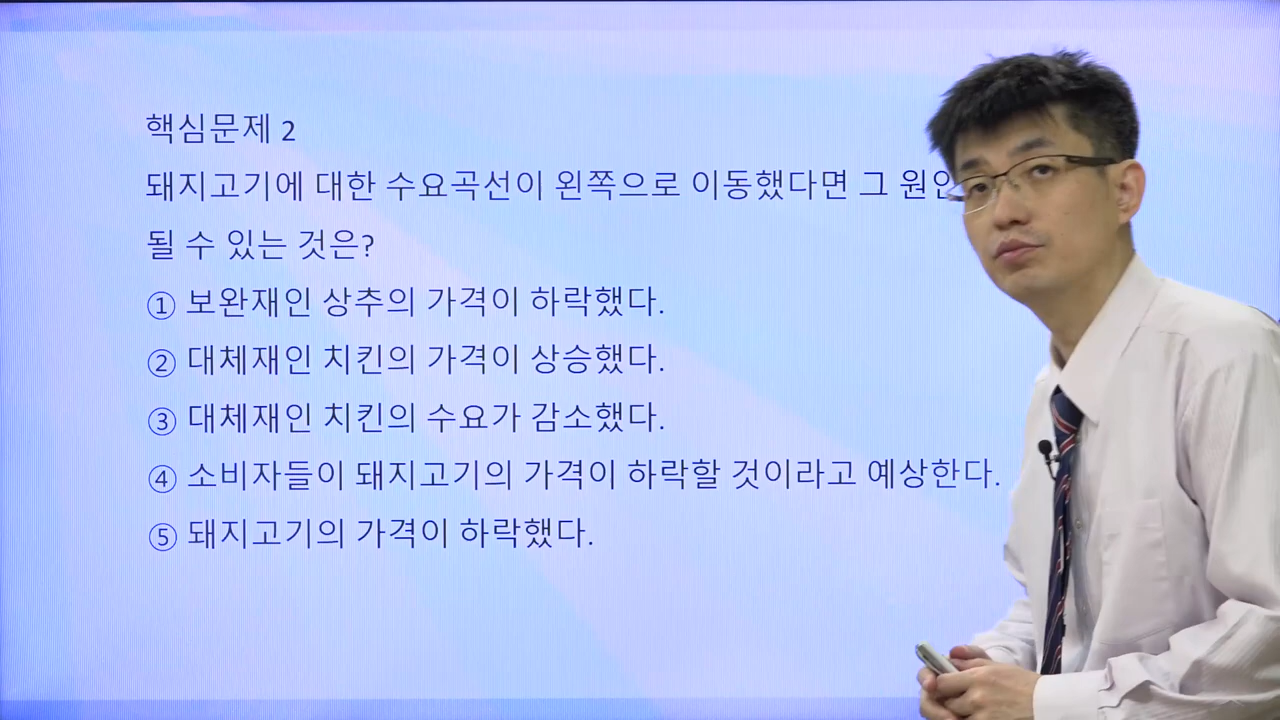 핵심문제 2
돼지고기에 대한 수요곡선이 왼쪽으로 이동했다면 그
될 수 있는 것은?
① 보완재인 상추의 가격이 하락했다.
② 대체재인 치킨의 가격이 상승했다.
③ 대체재인 치킨의 수요가 감소했다.
④ 소비자들이 돼지고기의 가격이 하락할 것이라고 예상한다.
⑤ 돼지고기의 가격이 하락했다.